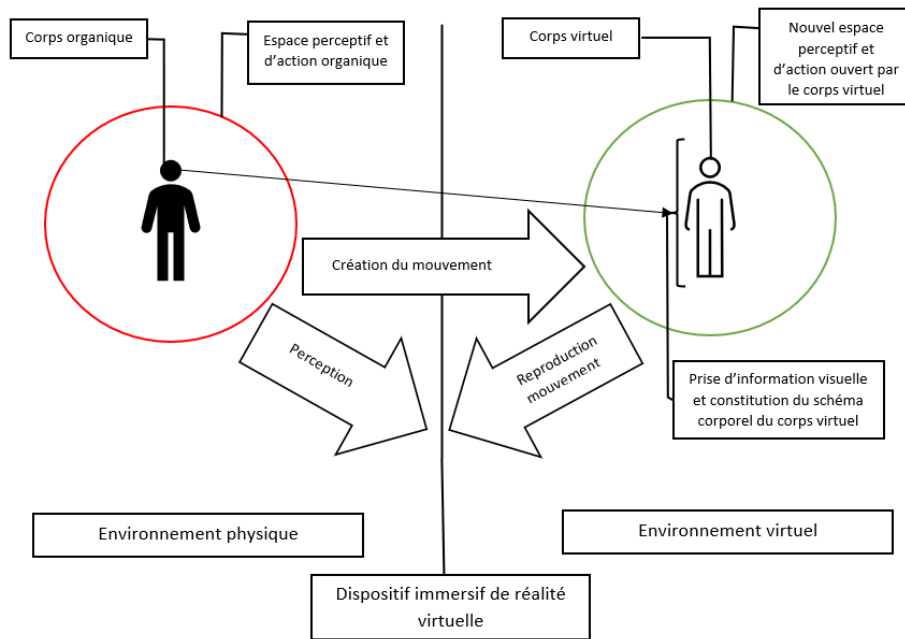 Corps organique
Espace perceptif et
d'action organique
Corps virtuel
Nouvel espace
perceptif et
d'action ouvert par
le corps virtuel
Création du mouvement
Perception
Reproduction
mouvement
Prise d'information visuelle
et constitution du schéma
corporel du corps virtuel
Environnement physique
Environnement virtuel
Dispositif immersif de réalité
virtuelle